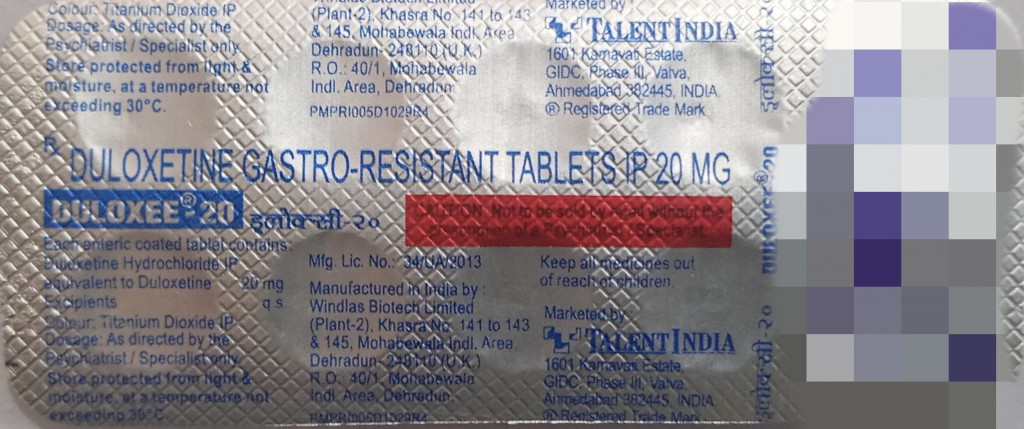 Colour: Titanium Dioxide IP
Dosage: As directed by the
Psychiatrist / Specialist only.
Store protected from light &
moisture, at a temperature not
exceeding 30°C.
(Plant-2), Khasra No. 141 to 143
& 145, Mohabewala Indl. Area,
Dehradun-248110 (U.K.)
R.O.: 40/1, Mohabewala
Indl. Area, Dehradun
PMPRI005D1029R4
Marketed by
TALENT INDIA
1601 Karnavati Estate,
GIDC, Phase III, Vatva,
Ahmedabad 382445, INDIA
® Registered Trade Mark
Rx DULOXETINE GASTRO-RESISTANT TABLETS IP 20 MG
DULOXEE®-20 डुलोक्सी-२०
CAUTION: Not to be sold by retail without the
prescription of a Psychiatrist / Specialist.
Each enteric coated tablet contains:
Duloxetine Hydrochloride IP
equivalent to Duloxetine 20 mg
Excipients q.s.
Colour: Titanium Dioxide IP
Dosage: As directed by the
Psychiatrist / Specialist only.
Store protected from light &
moisture, at a temperature not
exceeding 30°C.
Mfg. Lic. No.: 34/UA/2013
Manufactured in India by :
Windlas Biotech Limited
(Plant-2), Khasra No. 141 to 143
& 145, Mohabewala Indl. Area,
Dehradun-248110 (U.K.)
R.O.: 40/1, Mohabewala
Indl. Area, Dehradun
PMPRI005D1029R4
Keep all medicines out
of reach of children.
Marketed by
TALENT INDIA
1601 Karnavati Estate,
GIDC, Phase III, Vatva,
Ahmedabad 382445, INDIA
® Registered Trade Mark
DULOXEE®20
डुलोक्सी-२०